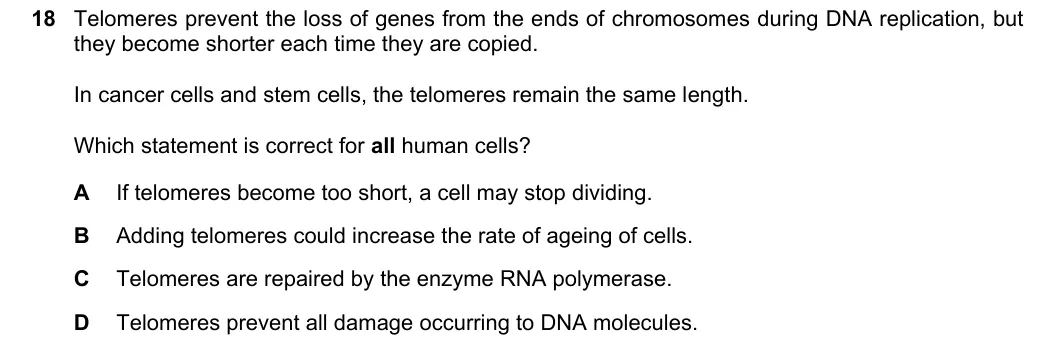 18 Telomeres prevent the loss of genes from the ends of chromosomes during DNA replication, but
they become shorter each time they are copied.
In cancer cells and stem cells, the telomeres remain the same length.
Which statement is correct for all human cells?
A If telomeres become too short, a cell may stop dividing.
B Adding telomeres could increase the rate of ageing of cells.
C Telomeres are repaired by the enzyme RNA polymerase.
D Telomeres prevent all damage occurring to DNA molecules.